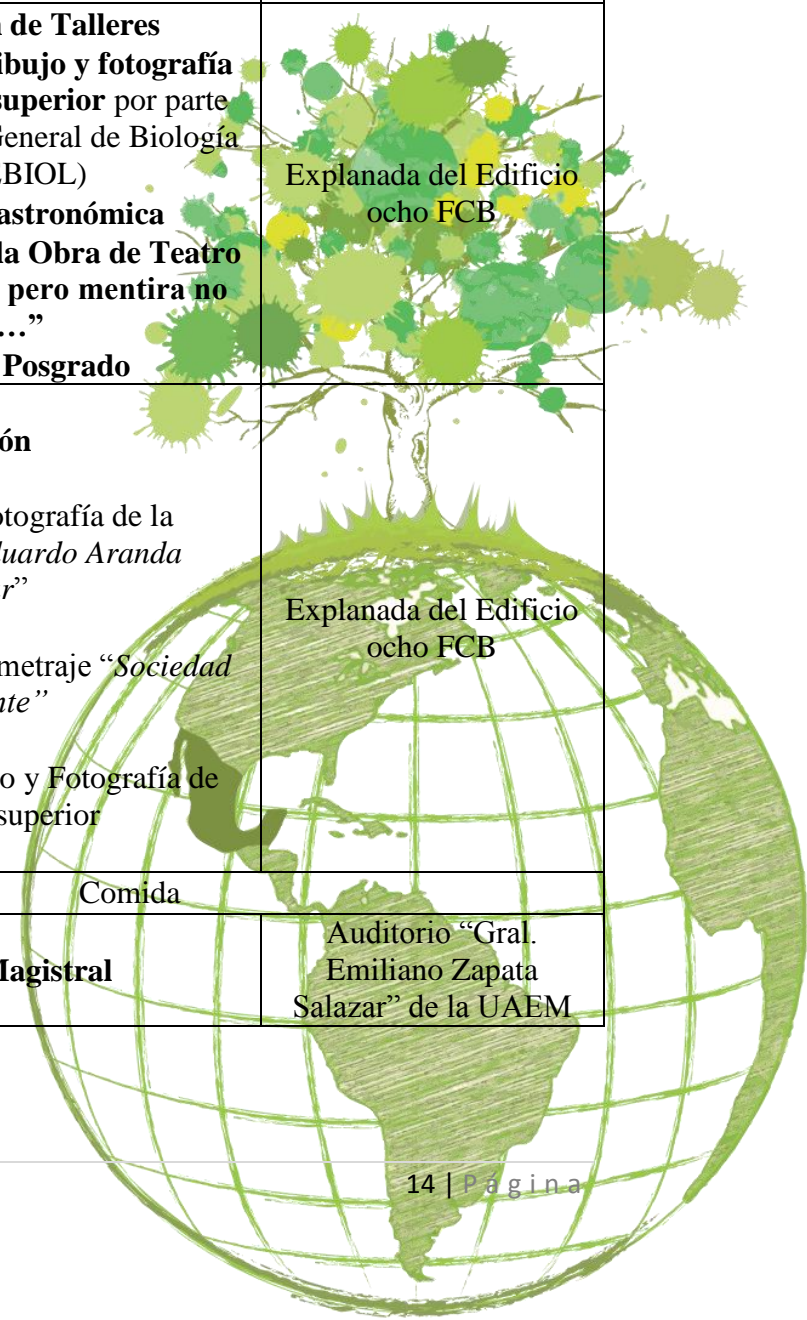 de Talleres
ibujo y fotografía
superior por parte
General de Biología
EBIOL)
Explanada del Edificio
ocho FCB
astronómica
la Obra de Teatro
pero mentira no
…”
Posgrado
ón
otografía de la
duardo Aranda
r”
Explanada del Edificio
ocho FCB
metraje “Sociedad
nte”
o y Fotografía de
superior
Comida
Magistral
Auditorio “Gral.
Emiliano Zapata
Salazar” de la UAEM
14 | Página